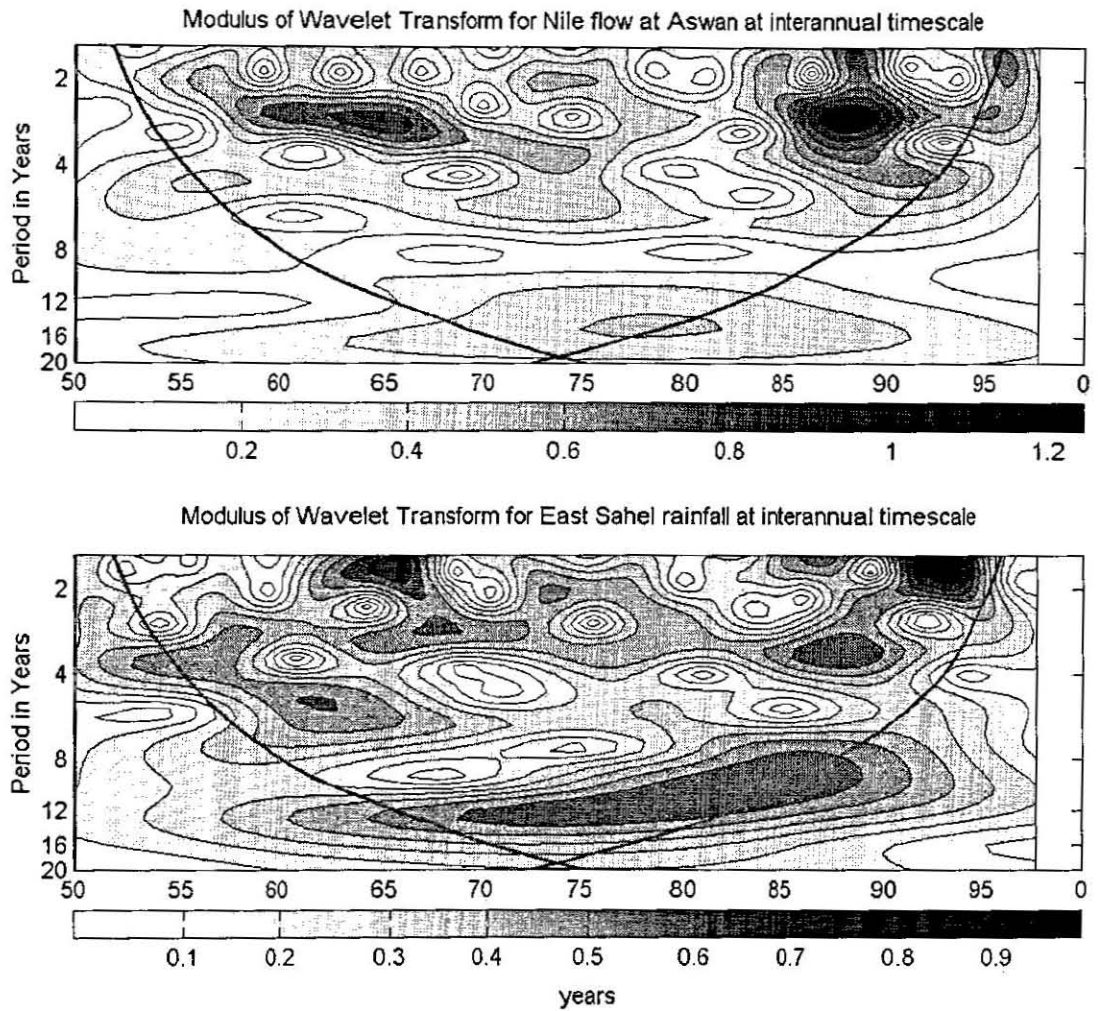 Modulus of Wavelet Transform for Nile flow at Aswan at interannual timescale
Period in Years
2
4
8
12
16
20
50 55 60 65 70 75 80 85 90 95 0
0.2 0.4 0.6 0.8 1 1.2
Modulus of Wavelet Transform for East Sahel rainfall at interannual timescale
Period in Years
2
4
8
12
16
20
50 55 60 65 70 75 80 85 90 95 0
0.1 0.2 0.3 0.4 0.5 0.6 0.7 0.8 0.9
years